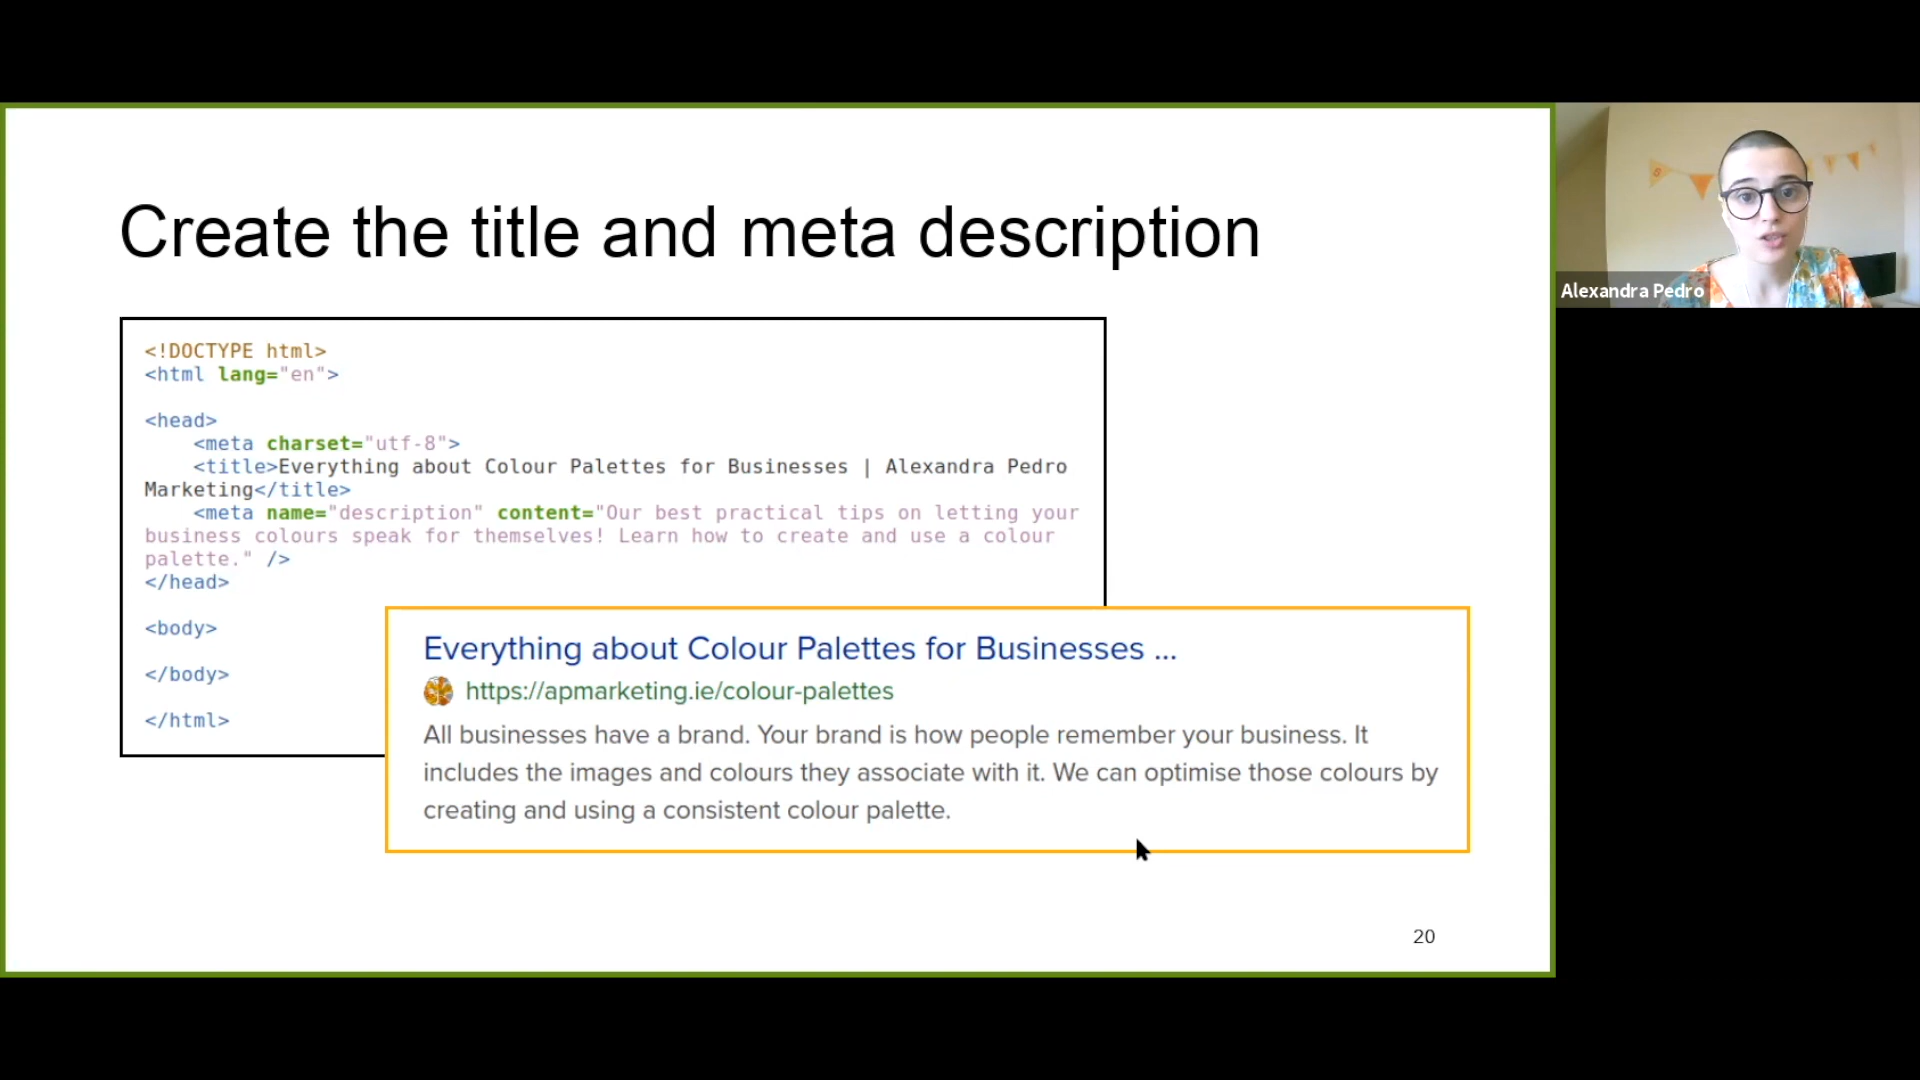 Create the title and meta description
Alexandra Pedro
<!DOCTYPE html>
<html lang="en">
<head>
<meta charset="utf-8">
<title>Everything about Colour Palettes for Businesses | Alexandra Pedro
Marketing</title>
<meta name="description" content="Our best practical tips on letting your
business colours speak for themselves! Learn how to create and use a colour
palette." />
</head>
<body>
</body>
</html>
Everything about Colour Palettes for Businesses ...
https://apmarketing.ie/colour-palettes
All businesses have a brand. Your brand is how people remember your business. It
includes the images and colours they associate with it. We can optimise those colours by
creating and using a consistent colour palette.
20